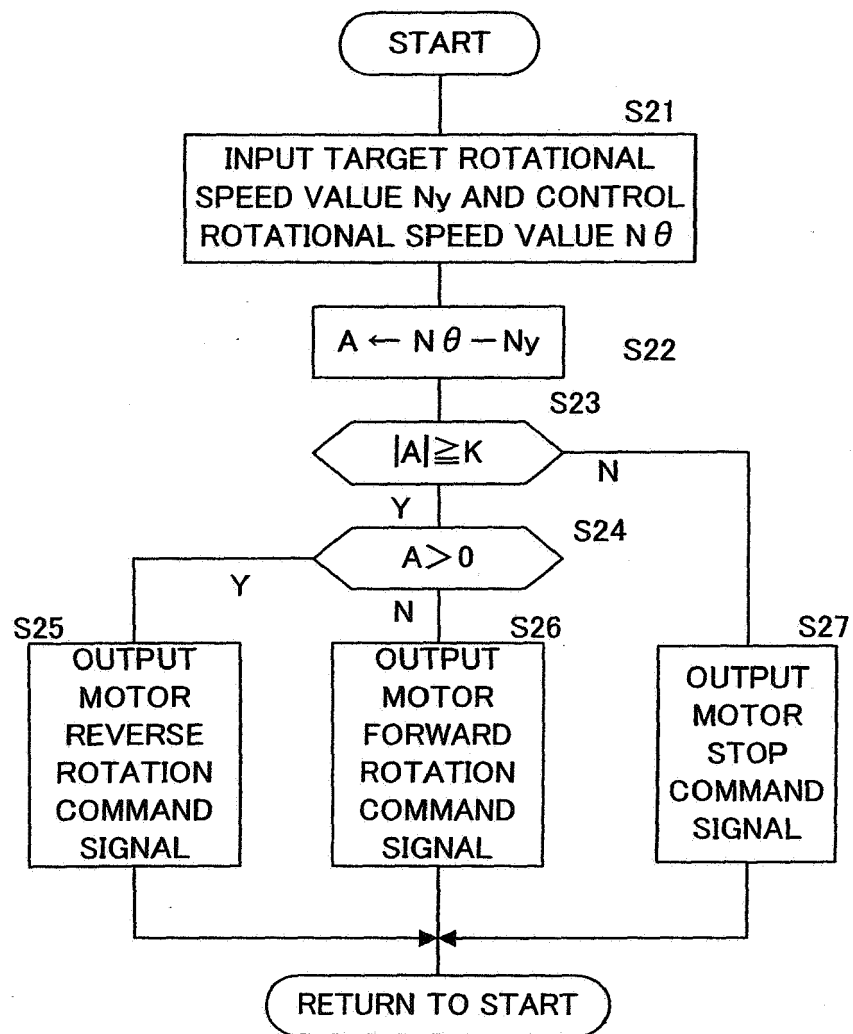 START
S21
INPUT TARGET ROTATIONAL
SPEED VALUE Ny AND CONTROL
ROTATIONAL SPEED VALUE Nθ
A ← Nθ − Ny
S22
S23
|A| ≧ K
N
Y
S24
A > 0
Y
N
S25
OUTPUT
MOTOR
REVERSE
ROTATION
COMMAND
SIGNAL
S26
OUTPUT
MOTOR
FORWARD
ROTATION
COMMAND
SIGNAL
S27
OUTPUT
MOTOR
STOP
COMMAND
SIGNAL
RETURN TO START